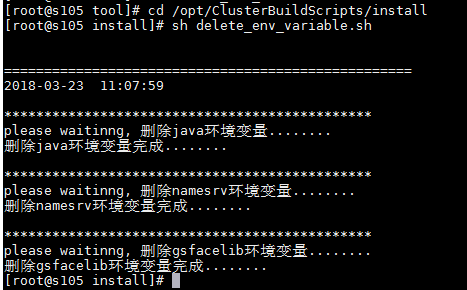 [root@s105 tool]# cd /opt/ClusterBuildScripts/install
[root@s105 install]# sh delete_env_variable.sh
==================================================
2018-03-23  11:07:59
*********************************************
please waitinng, 删除java环境变量........
删除java环境变量完成........
*********************************************
please waitinng, 删除namesrv环境变量........
删除namesrv环境变量完成........
*********************************************
please waitinng, 删除gsfacelib环境变量........
删除gsfacelib环境变量完成........
[root@s105 install]#